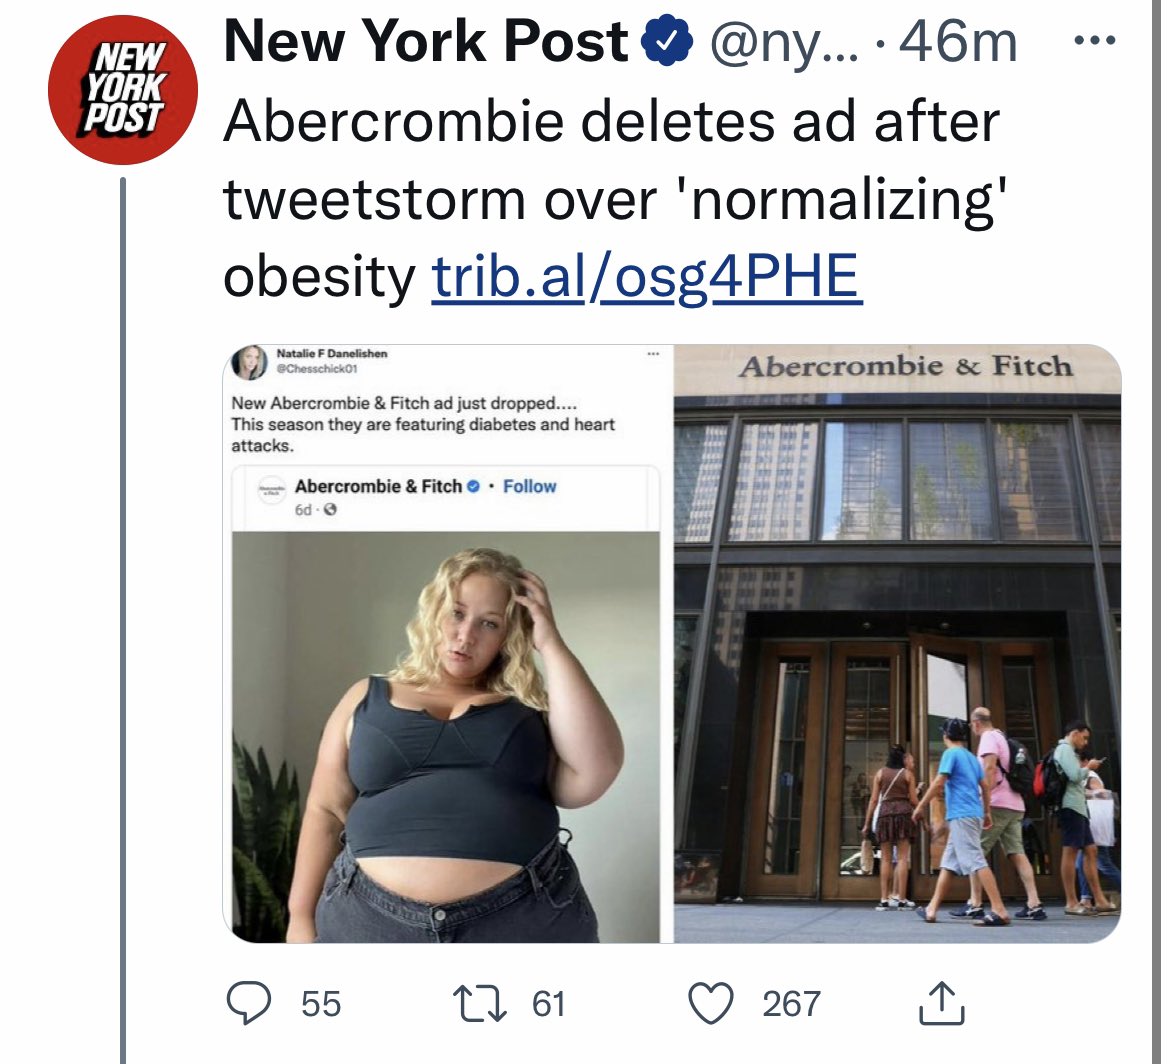 NEW
YORK
POST
New York Post @ny... · 46m ...
Abercrombie deletes ad after
tweetstorm over 'normalizing'
obesity trib.al/osg4PHE
Natalie F Danelishen ...
@Chesschick01
New Abercrombie & Fitch ad just dropped....
This season they are featuring diabetes and heart
attacks.
Abercrombie & Fitch · Follow
6d ·
Abercrombie & Fitch
55 61 267